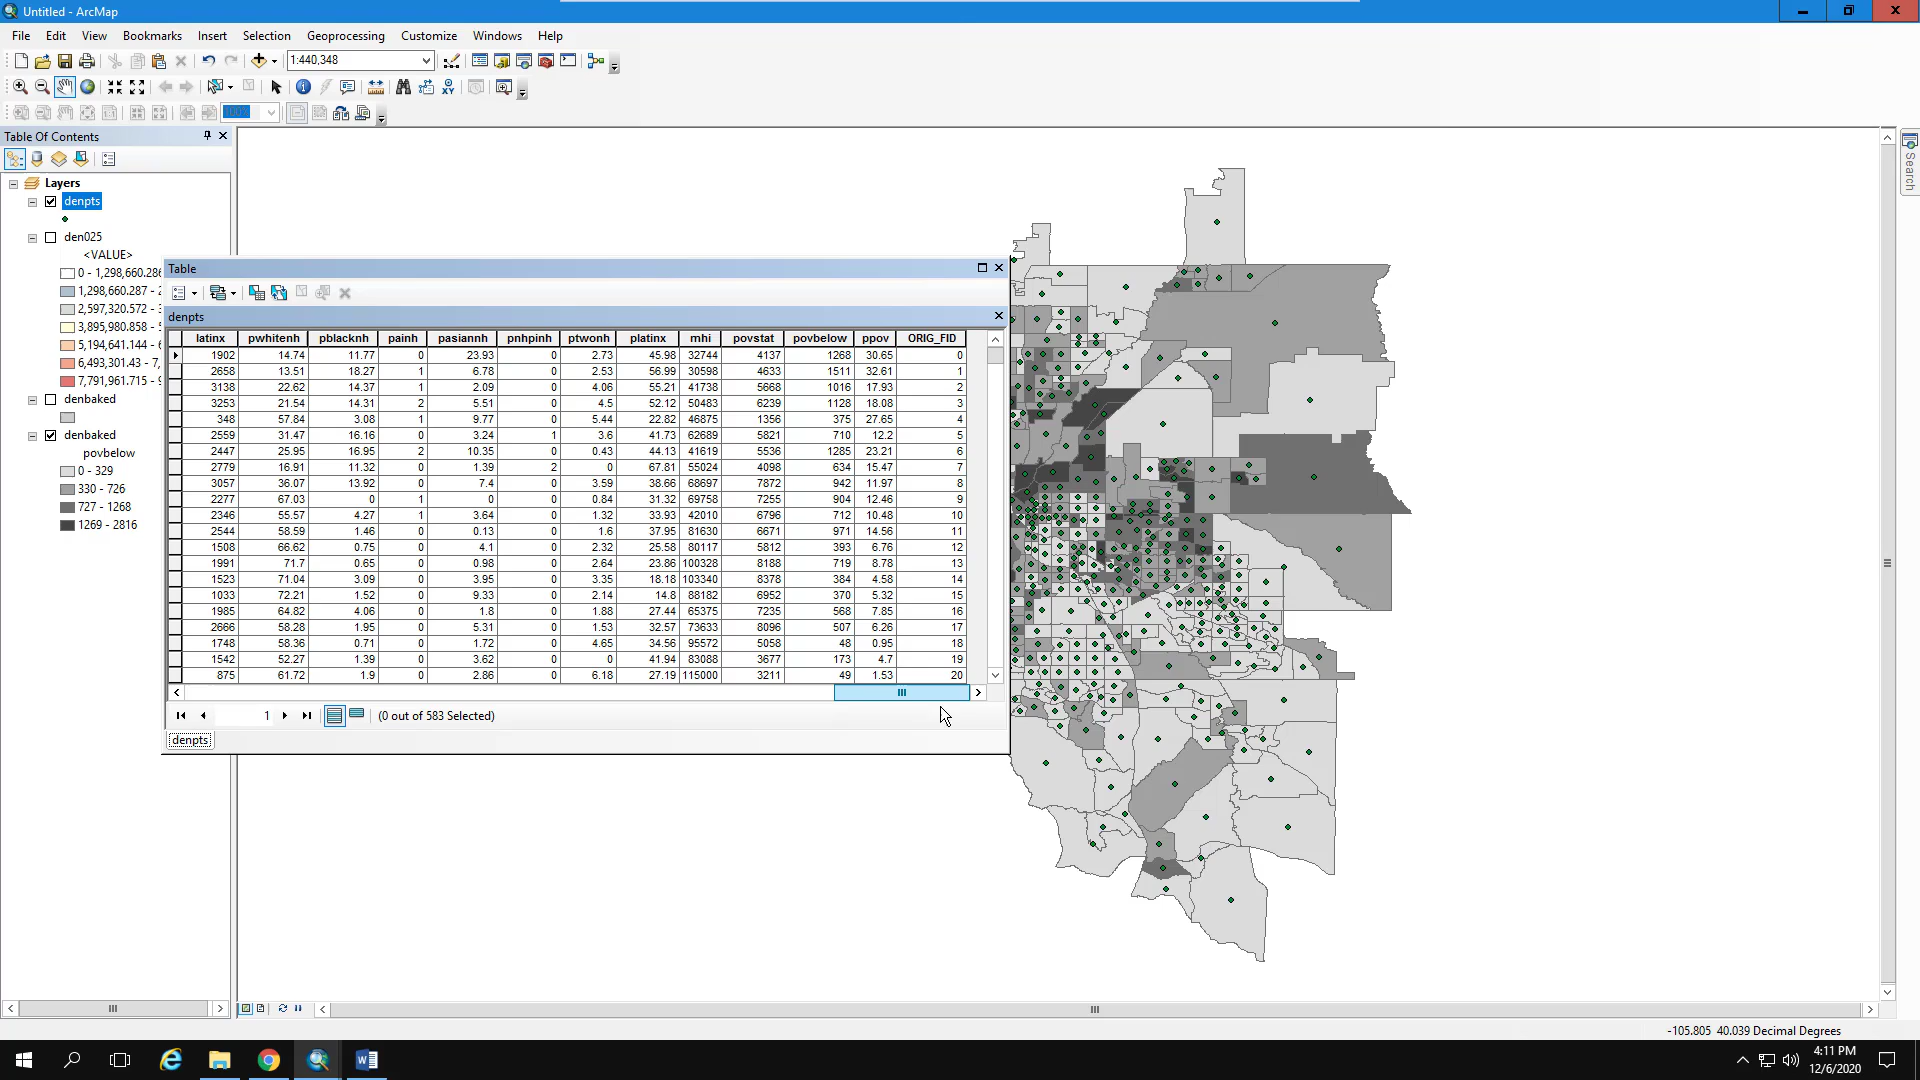 Untitled - ArcMap
File Edit View Bookmarks Insert Selection Geoprocessing Customize Windows Help
1:440,348
100%
Table Of Contents
Layers
denpts
den025
<VALUE>
0 - 1,298,660.286
1,298,660.287 - 2
2,597,320.572 - 3
3,895,980.858 - 5
5,194,641.144 - 6
6,493,301.43 - 7,
7,791,961.715 - 9
denbaked
denbaked
povbelow
0 - 329
330 - 726
727 - 1268
1269 - 2816
Search
Table
denpts
latinx pwhitenh pblacknh painh pasiannh pnhpinh ptwonh platinx mhi povstat povbelow ppov ORIG_FID
1902 14.74 11.77 0 23.93 0 2.73 45.98 32744 4137 1268 30.65 0
2658 13.51 18.27 1 6.78 0 2.53 56.99 30598 4633 1511 32.61 1
3138 22.62 14.37 1 2.09 0 4.06 55.21 41738 5668 1016 17.93 2
3253 21.54 14.31 2 5.51 0 4.5 52.12 50483 6239 1128 18.08 3
348 57.84 3.08 1 9.77 0 5.44 22.82 46875 1356 375 27.65 4
2559 31.47 16.16 0 3.24 1 3.6 41.73 62689 5821 710 12.2 5
2447 25.95 16.95 2 10.35 0 0.43 44.13 41619 5536 1285 23.21 6
2779 16.91 11.32 0 1.39 2 0 67.81 55024 4098 634 15.47 7
3057 36.07 13.92 0 7.4 0 3.59 38.66 68697 7872 942 11.97 8
2277 67.03 0 1 0 0 0.84 31.32 69758 7255 904 12.46 9
2346 55.57 4.27 1 3.64 0 1.32 33.93 42010 6796 712 10.48 10
2544 58.59 1.46 0 0.13 0 1.6 37.95 81630 6671 971 14.56 11
1508 66.62 0.75 0 4.1 0 2.32 25.58 80117 5812 393 6.76 12
1991 71.7 0.65 0 0.98 0 2.64 23.86 100328 8188 719 8.78 13
1523 71.04 3.09 0 3.95 0 3.35 18.18 103340 8378 384 4.58 14
1033 72.21 1.52 0 9.33 0 2.14 14.8 88182 6952 370 5.32 15
1985 64.82 4.06 0 1.8 0 1.88 27.44 65375 7235 568 7.85 16
2666 58.28 1.95 0 5.31 0 1.53 32.57 73633 8096 507 6.26 17
1748 58.36 0.71 0 1.72 0 4.65 34.56 95572 5058 48 0.95 18
1542 52.27 1.39 0 3.62 0 0 41.94 83088 3677 173 4.7 19
875 61.72 1.9 0 2.86 0 6.18 27.19 115000 3211 49 1.53 20
1 (0 out of 583 Selected)
denpts
-105.805 40.039 Decimal Degrees
4:11 PM
12/6/2020